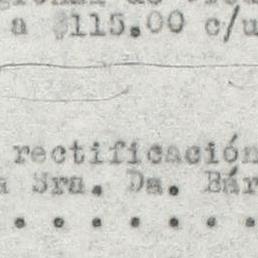 a $115.00 c/u
rectificación
a Sra. Da. Bár